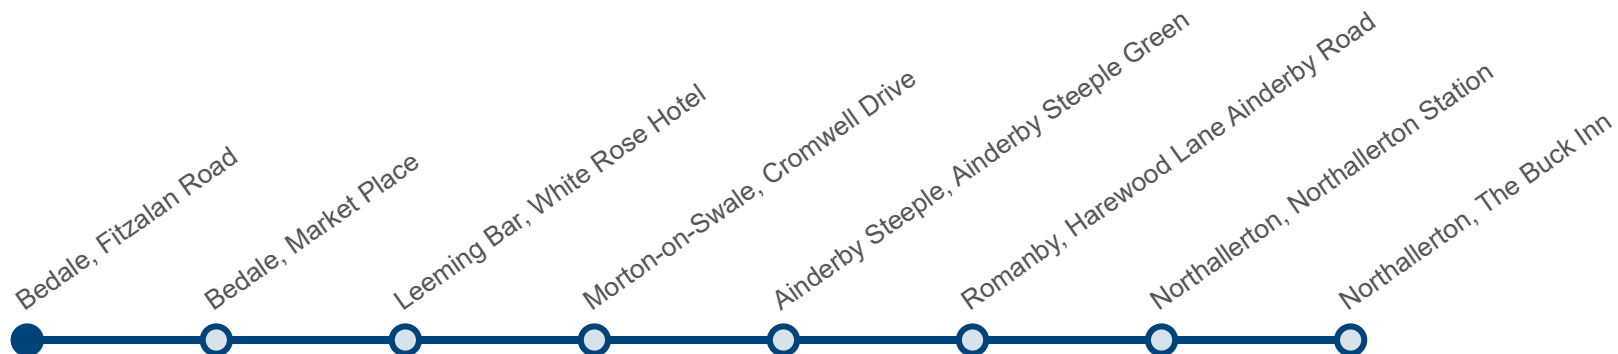 Bedale, Fitzalan Road
Bedale, Market Place
Leeming Bar, White Rose Hotel
Morton-on-Swale, Cromwell Drive
Ainderby Steeple, Ainderby Steeple Green
Romanby, Harewood Lane Ainderby Road
Northallerton, Northallerton Station
Northallerton, The Buck Inn